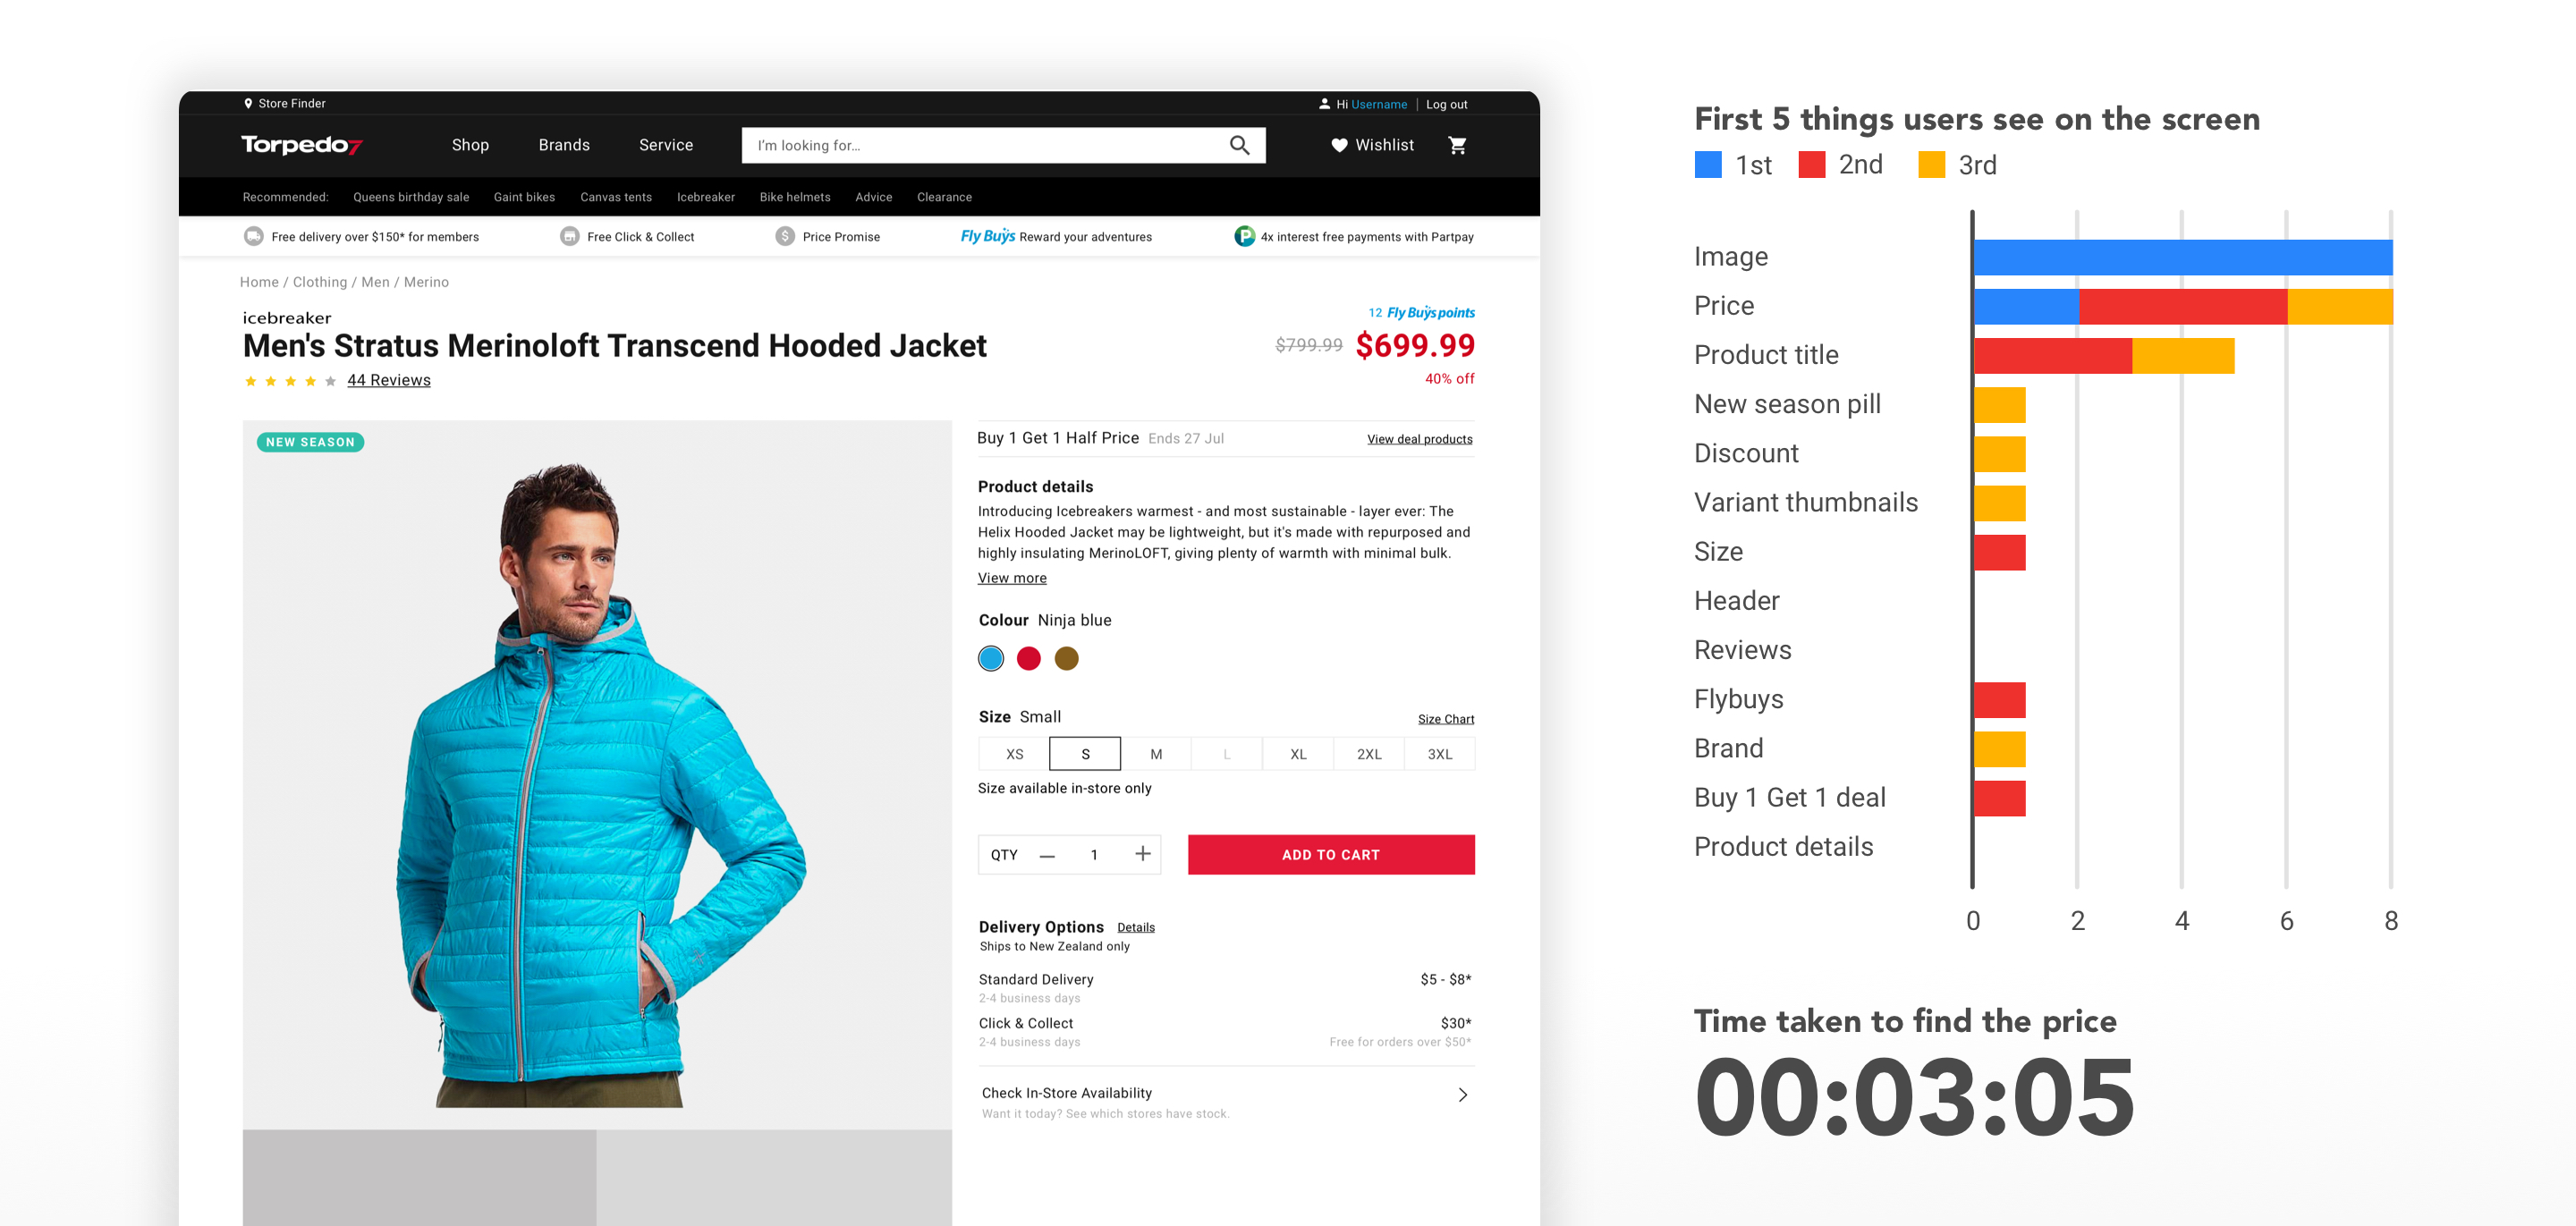 Store Finder
Hi Username | Log out
Torpedo7
Shop
Brands
Service
I'm looking for...
Wishlist
Recommended:
Queens birthday sale
Gaint bikes
Canvas tents
Icebreaker
Bike helmets
Advice
Clearance
Free delivery over $150* for members
Free Click & Collect
$ Price Promise
Fly Buys Reward your adventures
P 4x interest free payments with Partpay
Home / Clothing / Men / Merino
icebreaker
Men's Stratus Merinoloft Transcend Hooded Jacket
44 Reviews
12 Fly Buys points
$799.99 $699.99
40% off
NEW SEASON
Buy 1 Get 1 Half Price Ends 27 Jul
View deal products
Product details
Introducing Icebreakers warmest - and most sustainable - layer ever: The
Helix Hooded Jacket may be lightweight, but it's made with repurposed and
highly insulating MerinoLOFT, giving plenty of warmth with minimal bulk.
View more
Colour Ninja blue
Size Small
Size Chart
XS S M L XL 2XL 3XL
Size available in-store only
QTY — 1 +
ADD TO CART
Delivery Options Details
Ships to New Zealand only
Standard Delivery
$5 - $8*
2-4 business days
Click & Collect
$30*
2-4 business days
Free for orders over $50*
Check In-Store Availability
Want it today? See which stores have stock.
First 5 things users see on the screen
1st 2nd 3rd
Image
Price
Product title
New season pill
Discount
Variant thumbnails
Size
Header
Reviews
Flybuys
Brand
Buy 1 Get 1 deal
Product details
0 2 4 6 8
Time taken to find the price
00:03:05